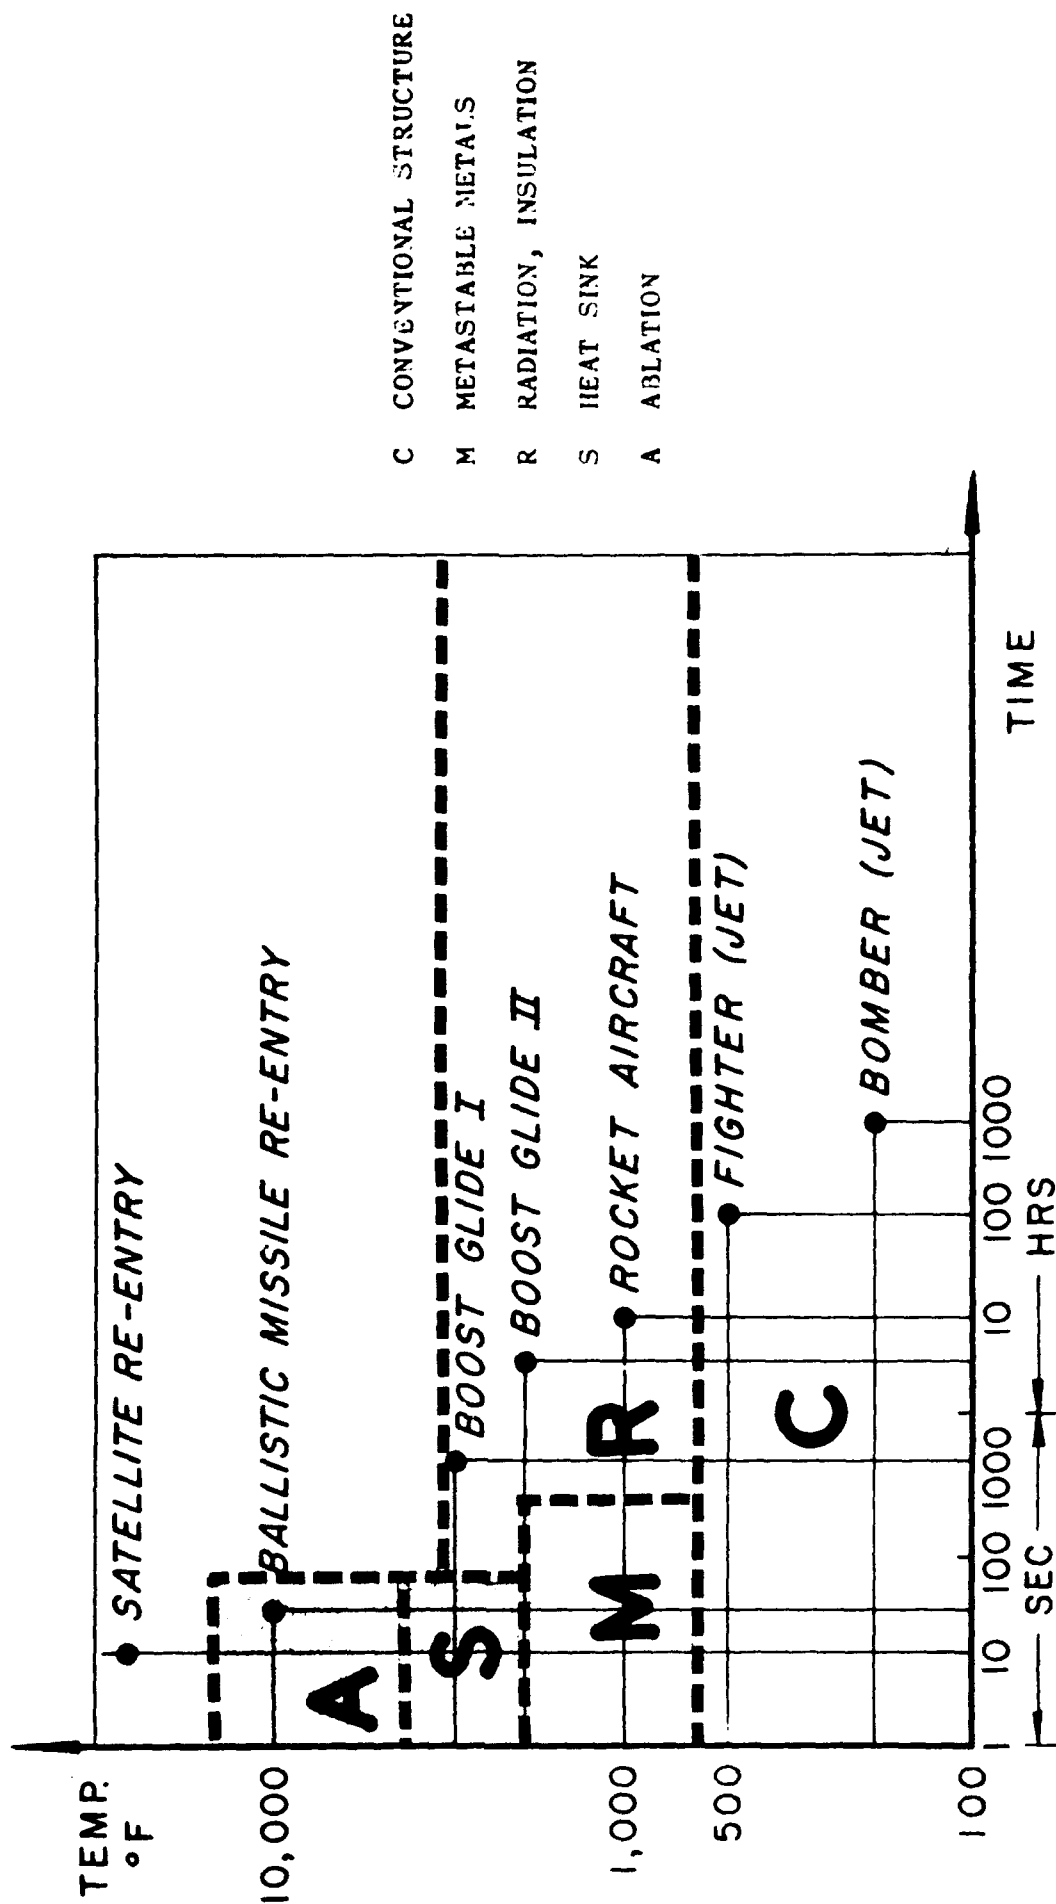 TEMP.
°F
10,000
1,000
500
100
SATELLITE RE-ENTRY
BALLISTIC MISSILE RE-ENTRY
BOOST GLIDE I
BOOST GLIDE II
ROCKET AIRCRAFT
FIGHTER (JET)
BOMBER (JET)
A
S
M
R
C
1 10 100 1000 10 100 1000
SEC HRS
TIME
C CONVENTIONAL STRUCTURE
M METASTABLE METALS
R RADIATION, INSULATION
S HEAT SINK
A ABLATION